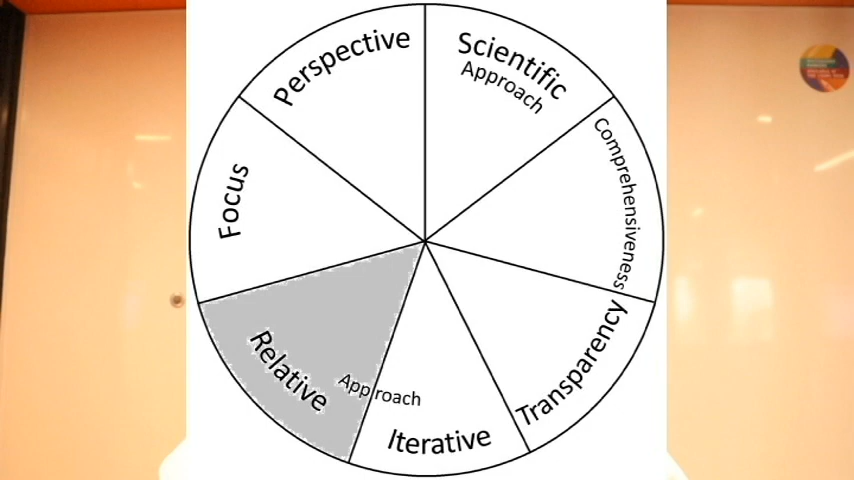 Perspective
Scientific
Approach
Comprehensiveness
Transparency
Iterative
Approach
Relative
Focus